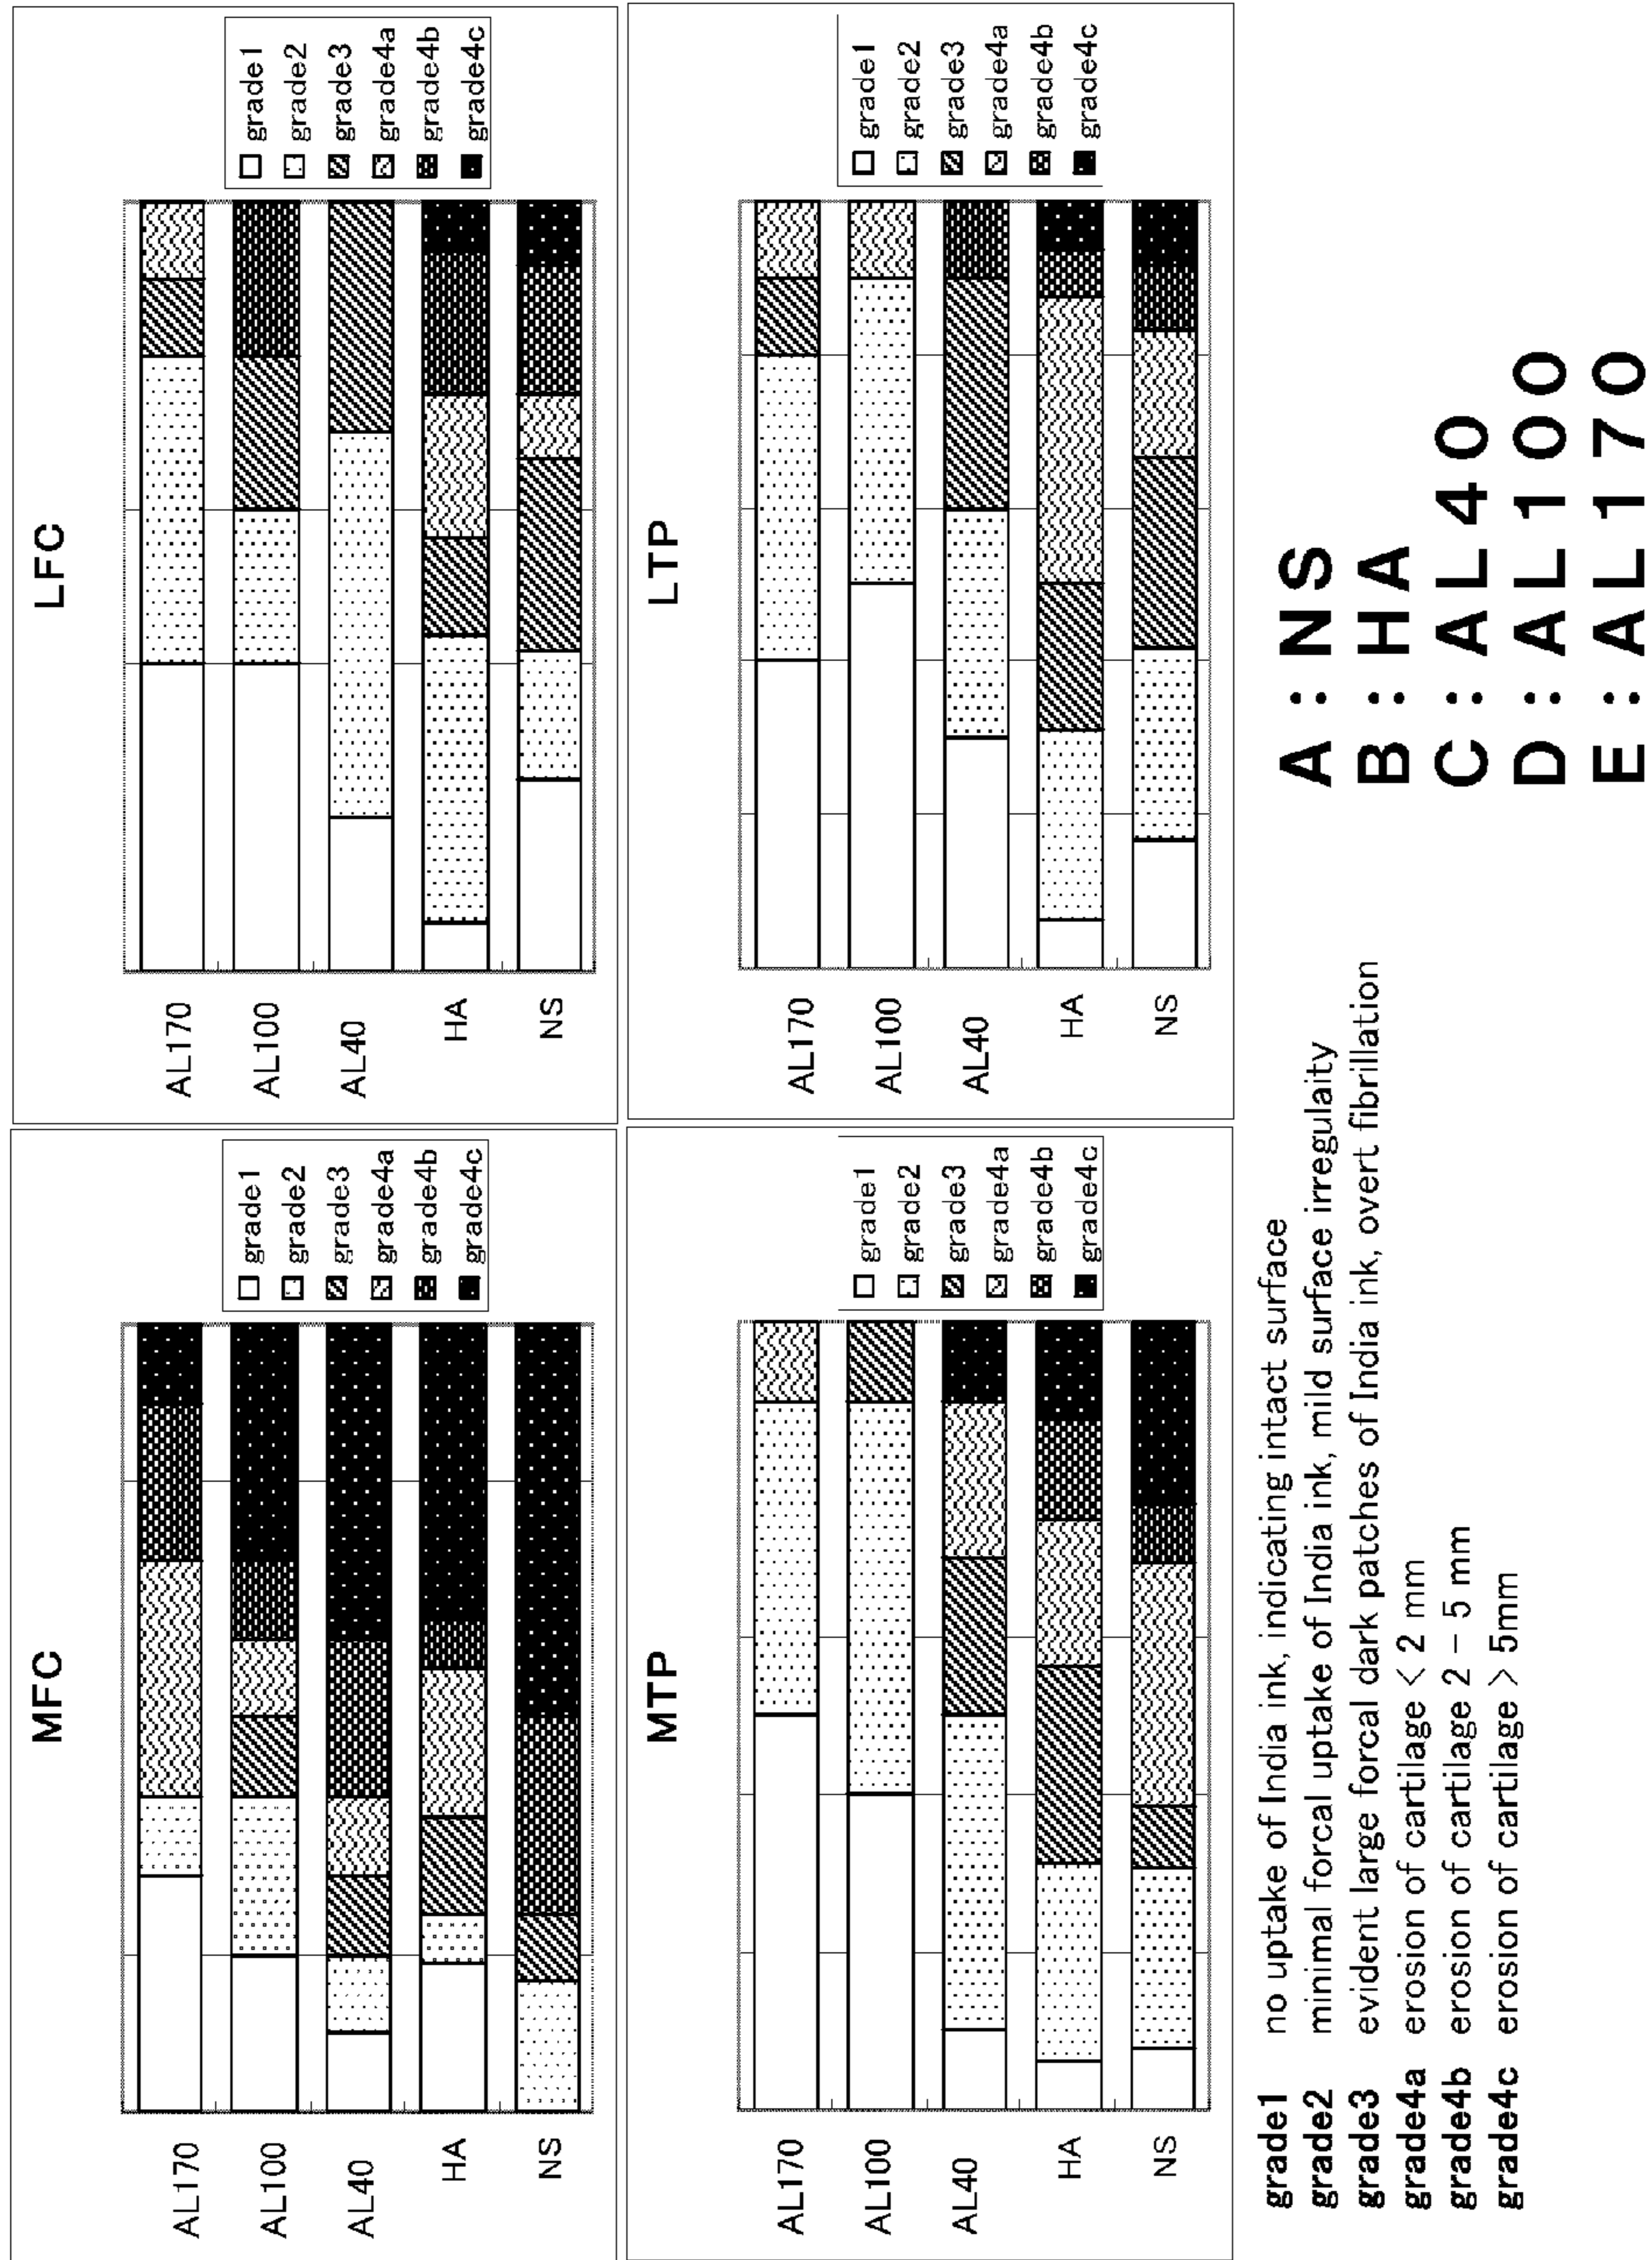 MFC
AL170
AL100
AL40
HA
NS
grade1
grade2
grade3
grade4a
grade4b
grade4c
LFC
AL170
AL100
AL40
HA
NS
grade1
grade2
grade3
grade4a
grade4b
grade4c
MTP
AL170
AL100
AL40
HA
NS
grade1
grade2
grade3
grade4a
grade4b
grade4c
LTP
AL170
AL100
AL40
HA
NS
grade1
grade2
grade3
grade4a
grade4b
grade4c
grade1 no uptake of India ink, indicating intact surface
grade2 minimal forcal uptake of India ink, mild surface irregulaity
grade3 evident large forcal dark patches of India ink, overt fibrillation
grade4a erosion of cartilage < 2 mm
grade4b erosion of cartilage 2 – 5 mm
grade4c erosion of cartilage > 5mm
A : NS
B : HA
C : AL40
D : AL100
E : AL170